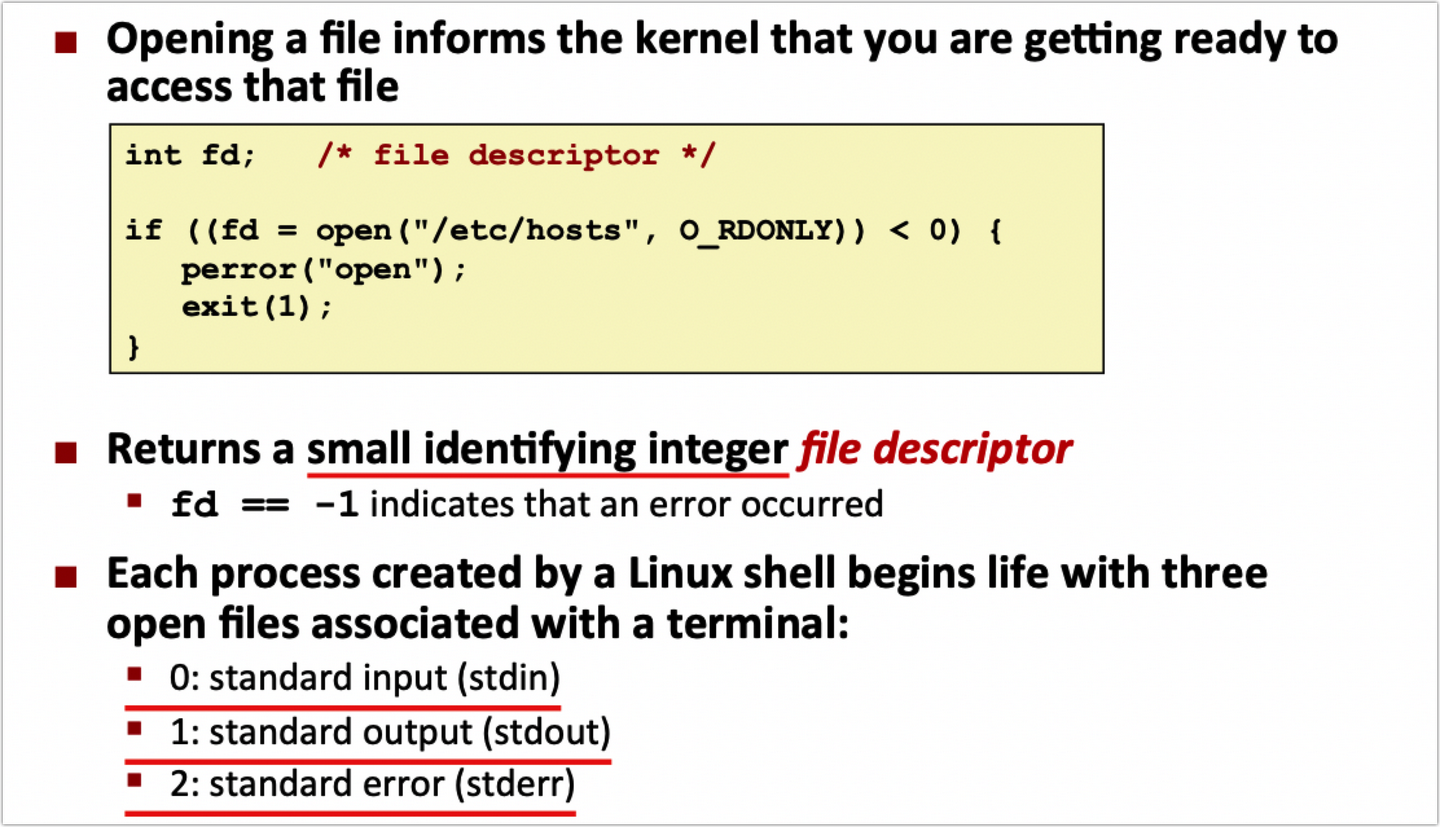 Opening a file informs the kernel that you are getting ready to
access that file
int fd;   /* file descriptor */
if ((fd = open("/etc/hosts", O_RDONLY)) < 0) {
   perror("open");
   exit(1);
}
Returns a small identifying integer file descriptor
fd == -1 indicates that an error occurred
Each process created by a Linux shell begins life with three
open files associated with a terminal:
0: standard input (stdin)
1: standard output (stdout)
2: standard error (stderr)